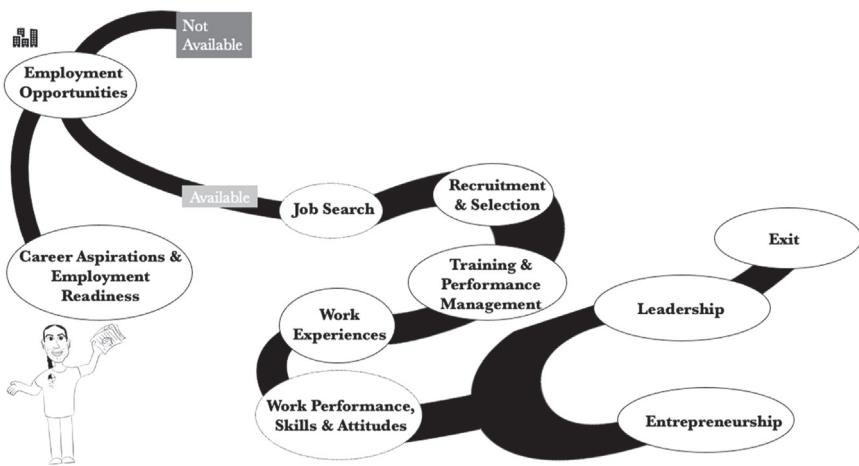 Not
Available
Employment
Opportunities
Available
Job Search
Recruitment
& Selection
Exit
Career Aspirations &
Employment
Readiness
Training &
Performance
Management
Leadership
Work
Experiences
Work Performance,
Skills & Attitudes
Entrepreneurship